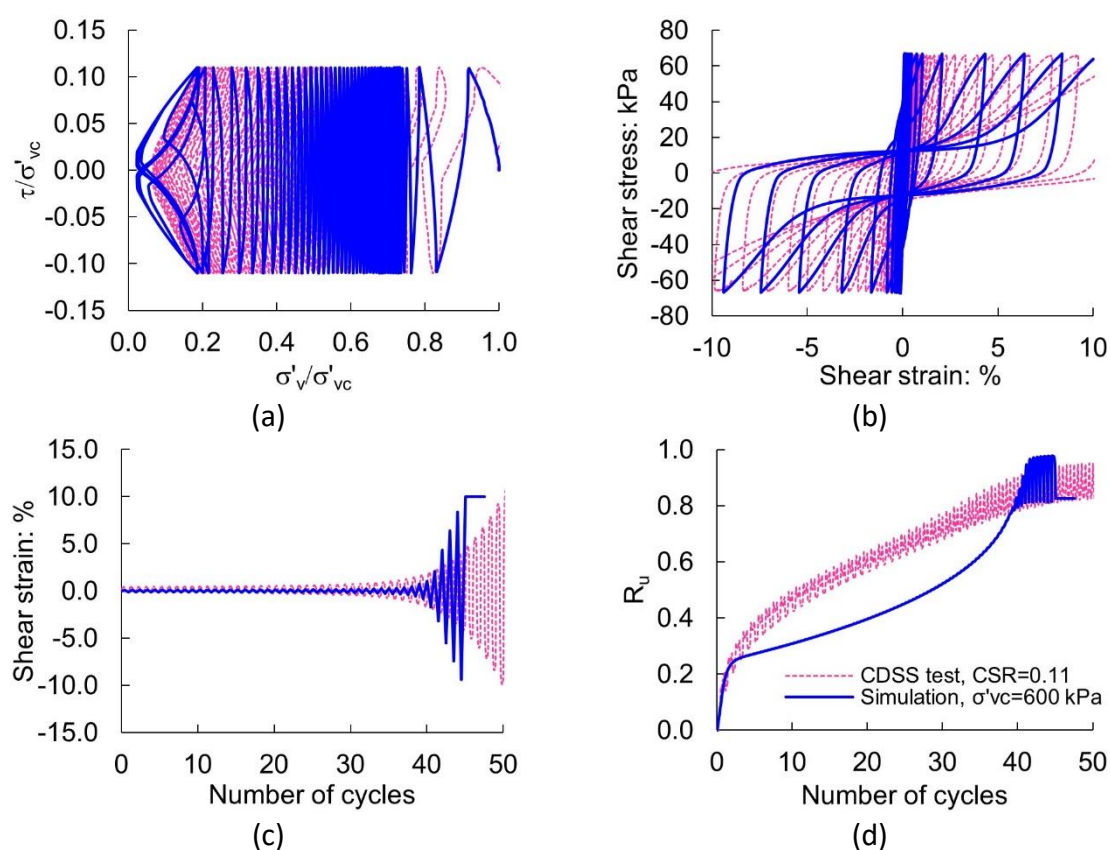 0.15
0.10
0.05
0.00
-0.05
-0.10
-0.15
τ/σ'vc
0.0 0.2 0.4 0.6 0.8 1.0
σ'v/σ'vc
(a)
80
60
40
20
0
-20
-40
-60
-80
Shear stress: kPa
-10 -5 0 5 10
Shear strain: %
(b)
15.0
10.0
5.0
0.0
-5.0
-10.0
-15.0
Shear strain: %
0 10 20 30 40 50
Number of cycles
(c)
1.0
0.8
0.6
0.4
0.2
0.0
Ru
CDSS test, CSR=0.11
Simulation, σ'vc=600 kPa
0 10 20 30 40 50
Number of cycles
(d)